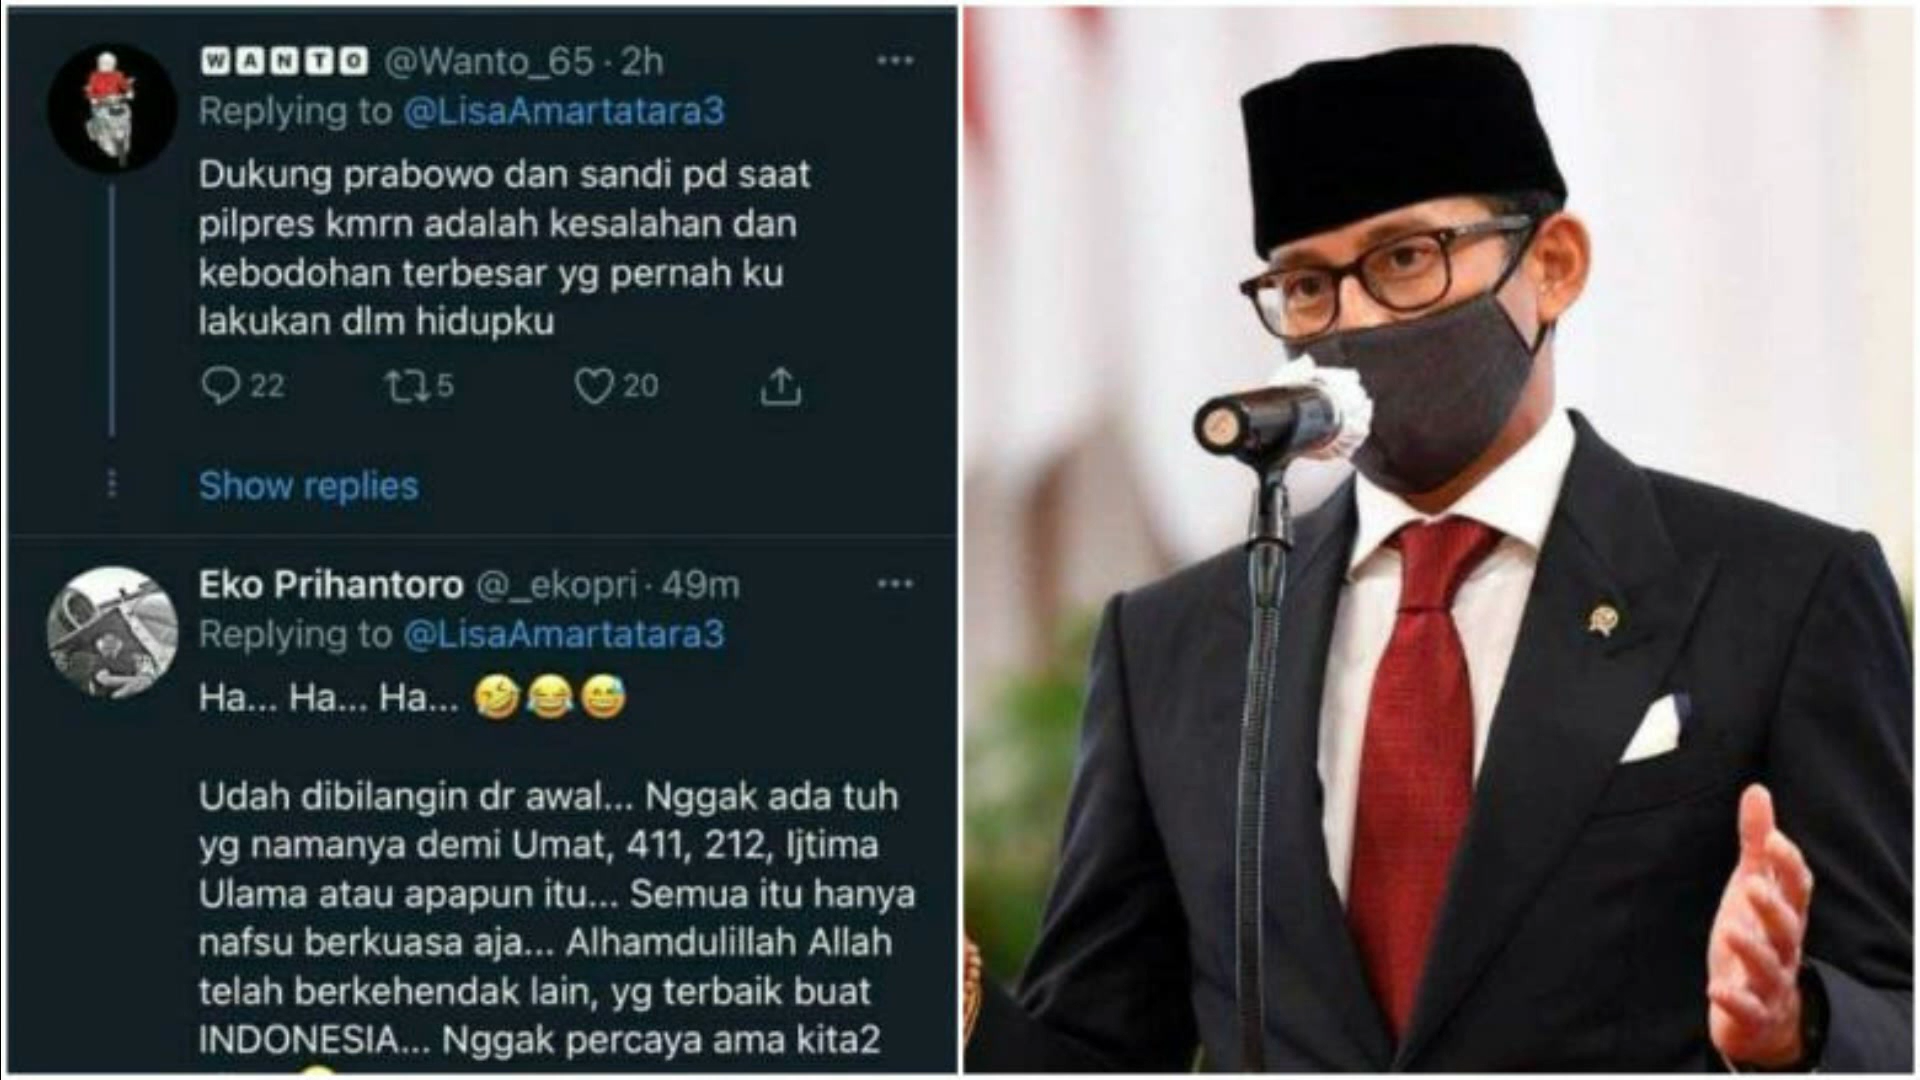 WANTO @Wanto_65 · 2h
Replying to @LisaAmartatara3
Dukung prabowo dan sandi pd saat
pilpres kmrn adalah kesalahan dan
kebodohan terbesar yg pernah ku
lakukan dlm hidupku
22 5 20
Show replies
Eko Prihantoro @_ekopri · 49m
Replying to @LisaAmartatara3
Ha... Ha... Ha... 🤣😂😅
Udah dibilangin dr awal... Nggak ada tuh
yg namanya demi Umat, 411, 212, Ijtima
Ulama atau apapun itu... Semua itu hanya
nafsu berkuasa aja... Alhamdulillah Allah
telah berkehendak lain, yg terbaik buat
INDONESIA... Nggak percaya ama kita2